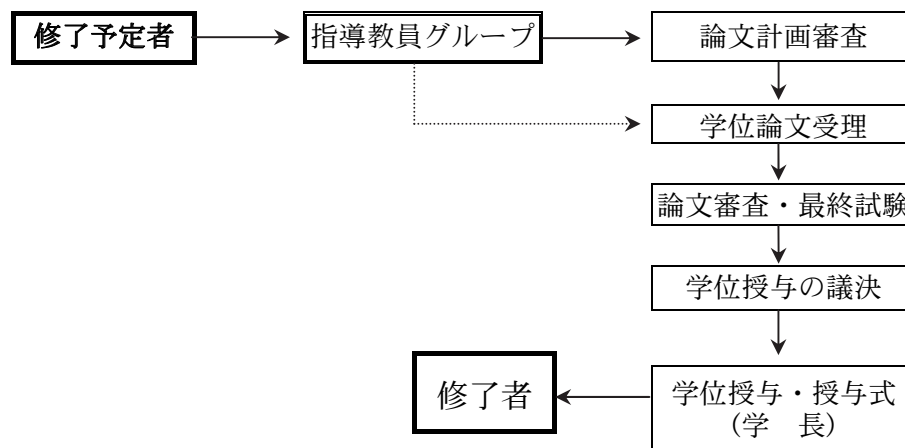 修了予定者
指導教員グループ
論文計画審査
学位論文受理
論文審査・最終試験
学位授与の議決
学位授与・授与式
(学　長)
修了者